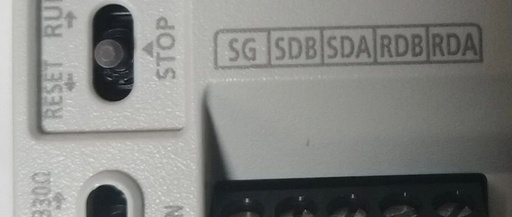 RUN
STOP
RESET
SG SDB SDA RDB RDA
330Ω